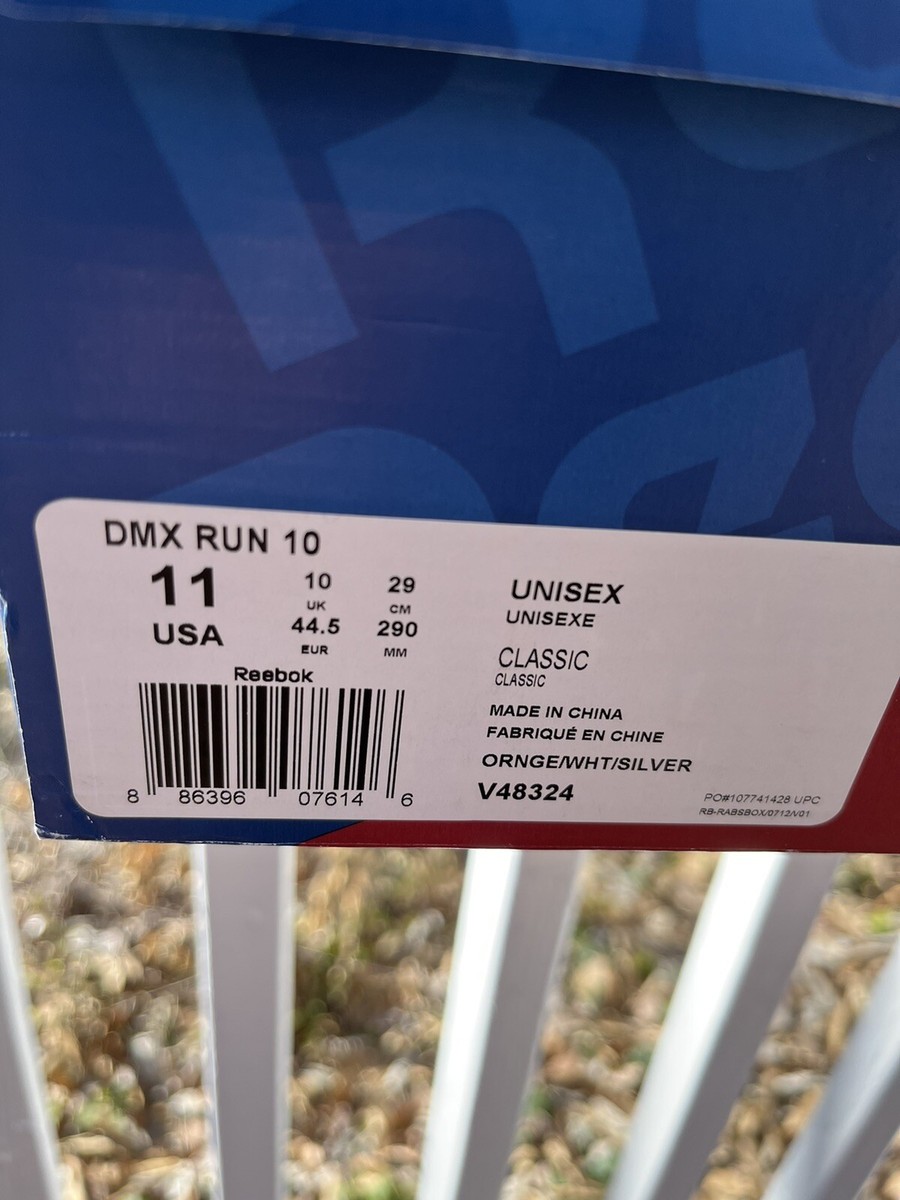 DMX RUN 10
11
USA
10
UK
44.5
EUR
29
CM
290
MM
Reebok
8 86396 07614 6
UNISEX
UNISEXE
CLASSIC
CLASSIC
MADE IN CHINA
FABRIQUÉ EN CHINE
ORNGE/WHT/SILVER
V48324
PO#107741428 UPC
RB-RABSBOX/0712/V01